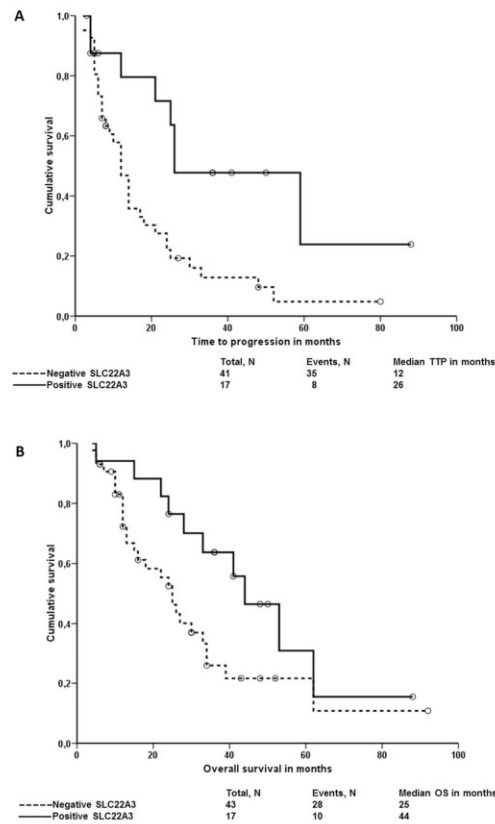 A
1,0
0,8
0,6
0,4
0,2
0,0
Cumulative survival
0 20 40 60 80 100
Time to progression in months
Total, N Events, N Median TTP in months
Negative SLC22A3 41 35 12
Positive SLC22A3 17 8 26
B
1,0
0,8
0,6
0,4
0,2
0,0
Cumulative survival
0 20 40 60 80 100
Overall survival in months
Total, N Events, N Median OS in months
Negative SLC22A3 43 28 25
Positive SLC22A3 17 10 44